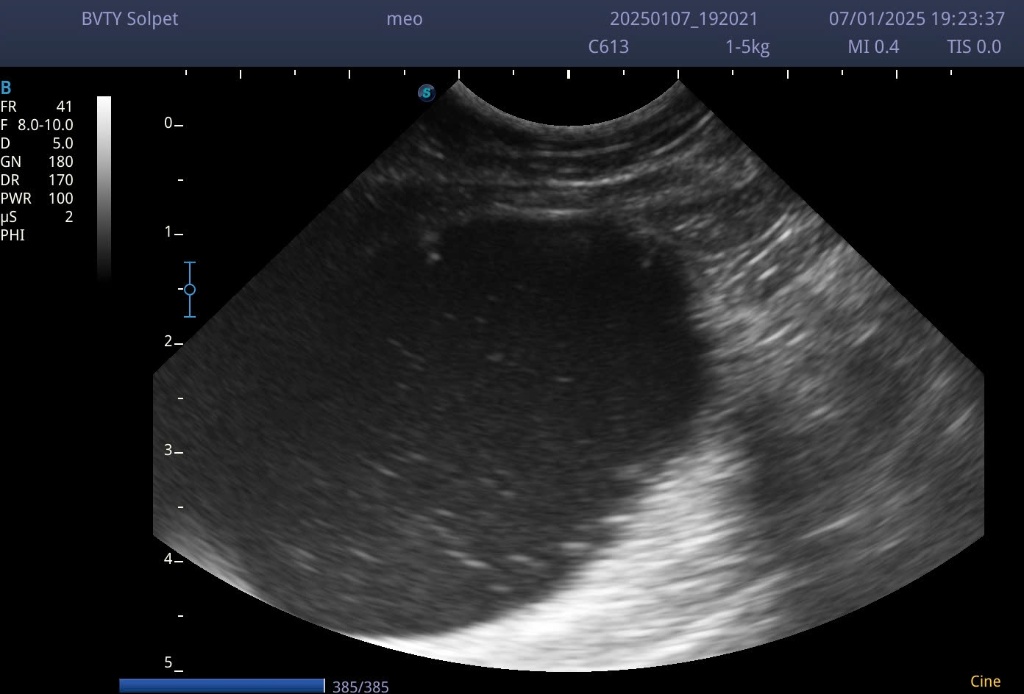 BVTY Solpet meo 20250107_192021 07/01/2025 19:23:37
C613 1-5kg MI 0.4 TIS 0.0
S
B
FR 41
F 8.0-10.0
D 5.0
GN 180
DR 170
PWR 100
µS 2
PHI
0
1
2
3
4
5
385/385
Cine